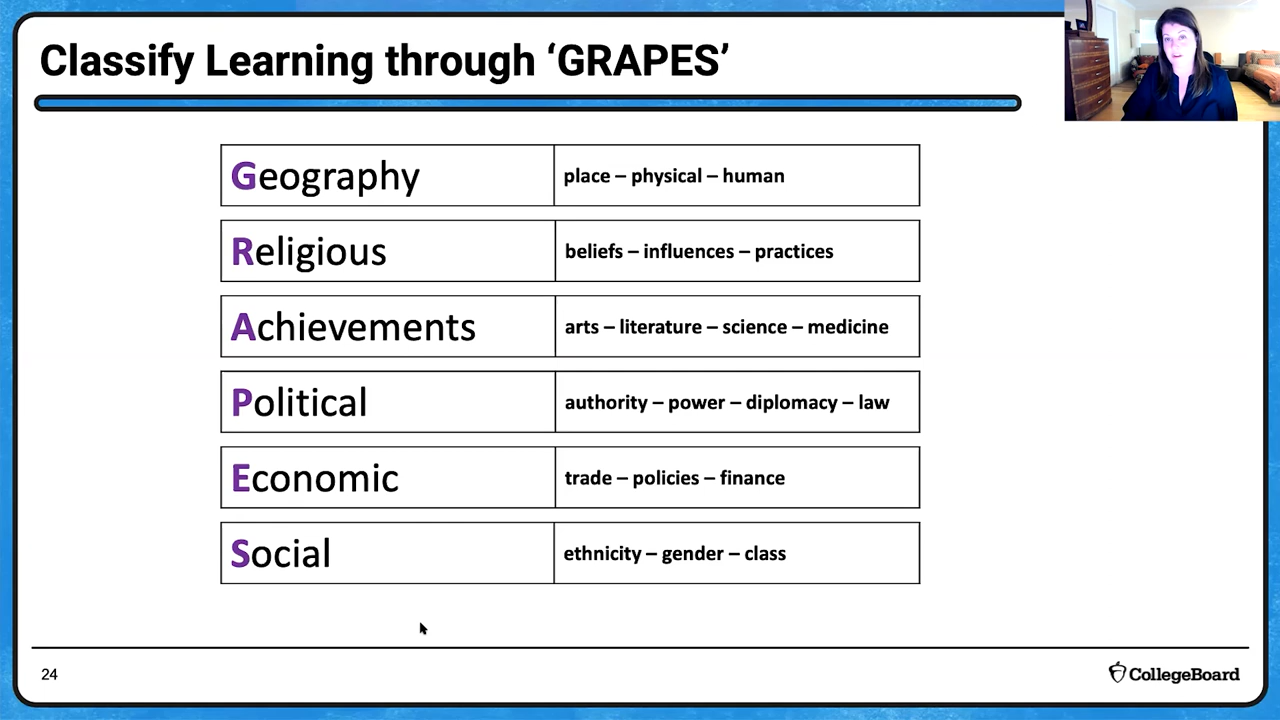 Classify Learning through ‘GRAPES’
Geography
place – physical – human
Religious
beliefs – influences – practices
Achievements
arts – literature – science – medicine
Political
authority – power – diplomacy – law
Economic
trade – policies – finance
Social
ethnicity – gender – class
24
CollegeBoard